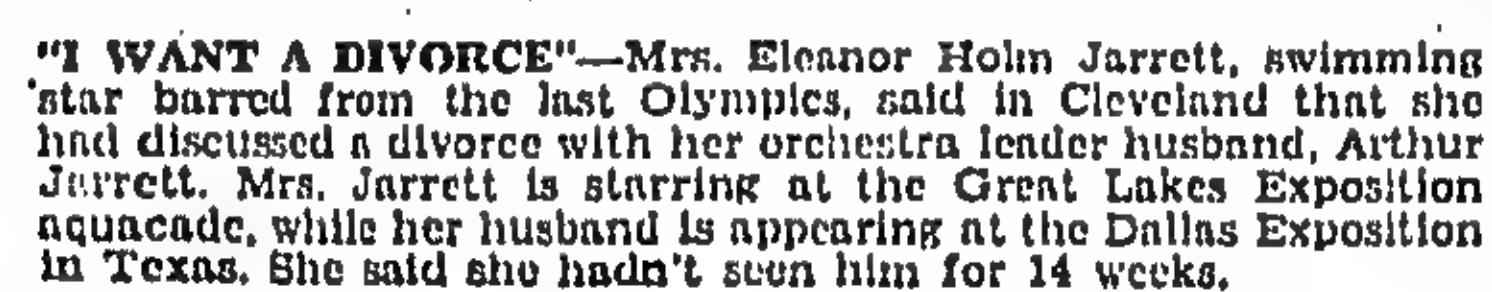 "I WANT A DIVORCE"—Mrs. Eleanor Holm Jarrett, swimming
star barred from the last Olympics, said in Cleveland that she
had discussed a divorce with her orchestra leader husband, Arthur
Jarrett. Mrs. Jarrett is starring at the Great Lakes Exposition
aquacade, while her husband is appearing at the Dallas Exposition
in Texas. She said she hadn't seen him for 14 weeks.